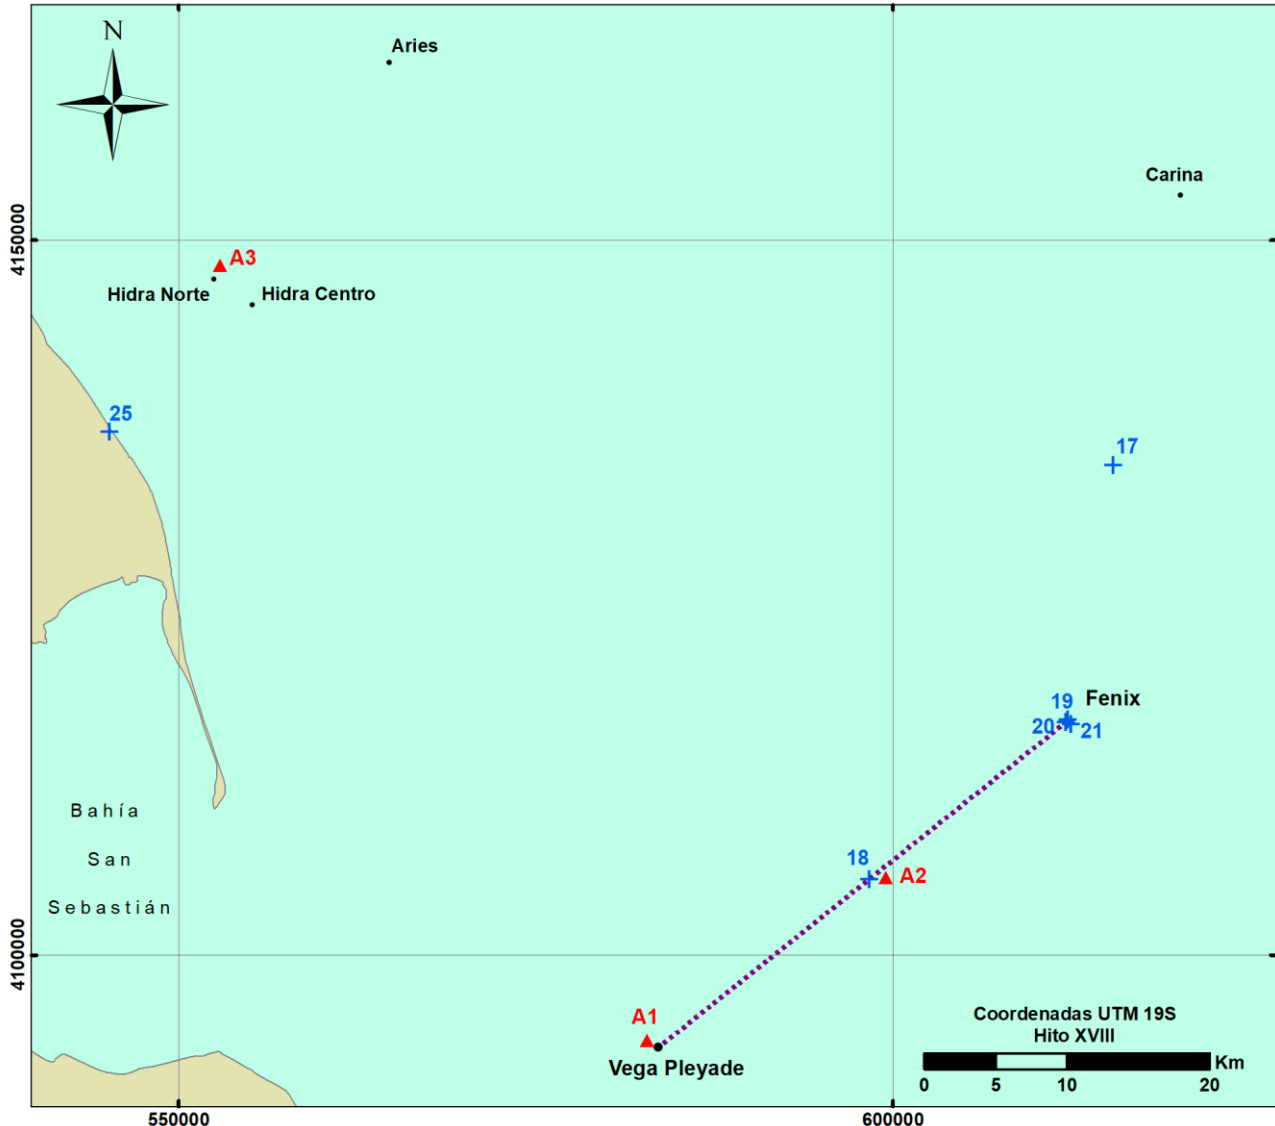 N
Aries
Carina
4150000
A3
Hidra Norte
Hidra Centro
25
17
19
Fenix
20
21
Bahía
San
Sebastián
18
A2
4100000
A1
Vega Pleyade
Coordenadas UTM 19S
Hito XVIII
Km
0 5 10 20
550000
600000